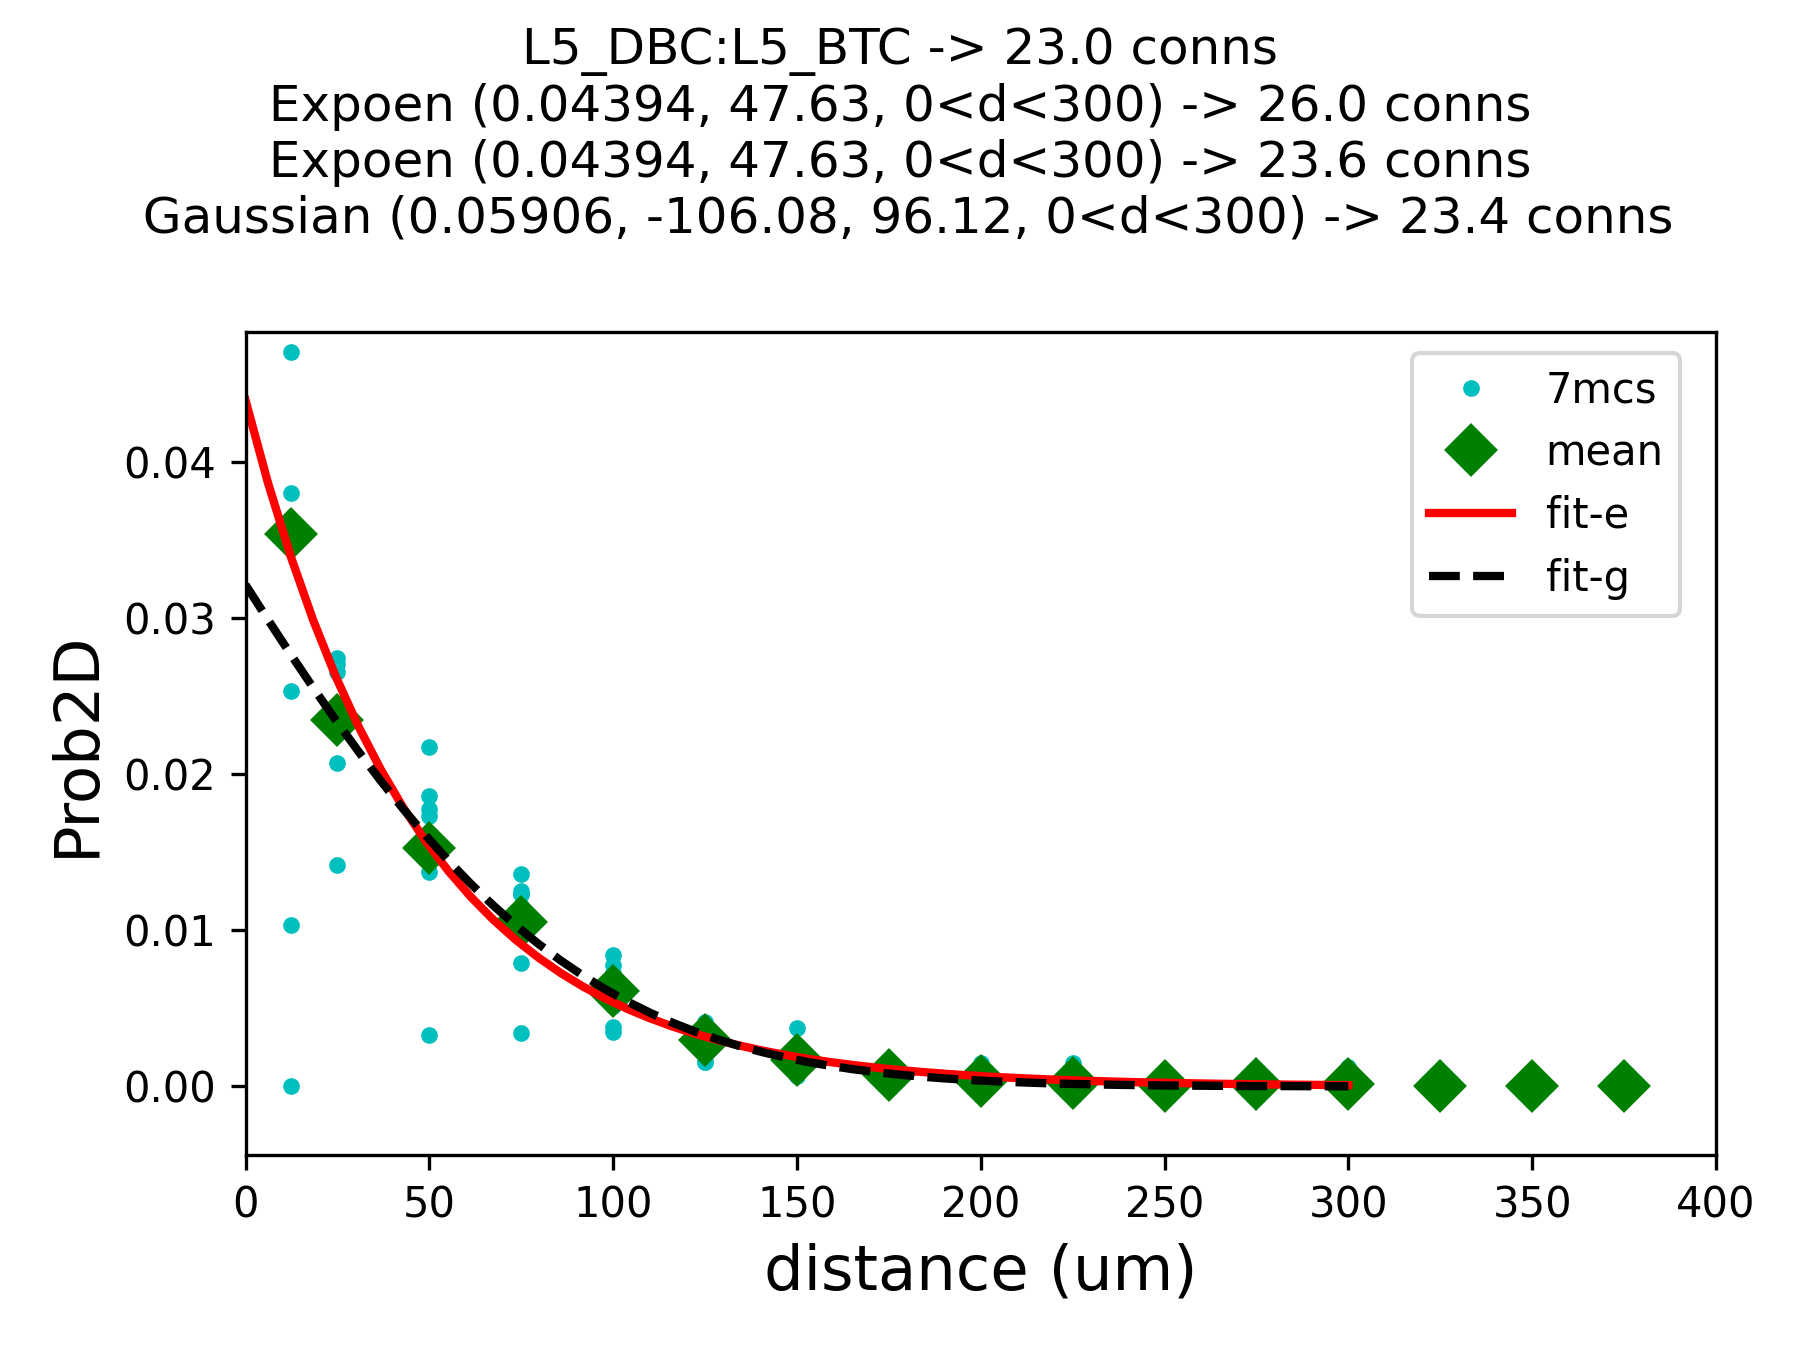 L5_DBC:L5_BTC -> 23.0 conns
Expoen (0.04394, 47.63, 0<d<300) -> 26.0 conns
Expoen (0.04394, 47.63, 0<d<300) -> 23.6 conns
Gaussian (0.05906, -106.08, 96.12, 0<d<300) -> 23.4 conns
7mcs
mean
fit-e
fit-g
Prob2D
0.04
0.03
0.02
0.01
0.00
0 50 100 150 200 250 300 350 400
distance (um)